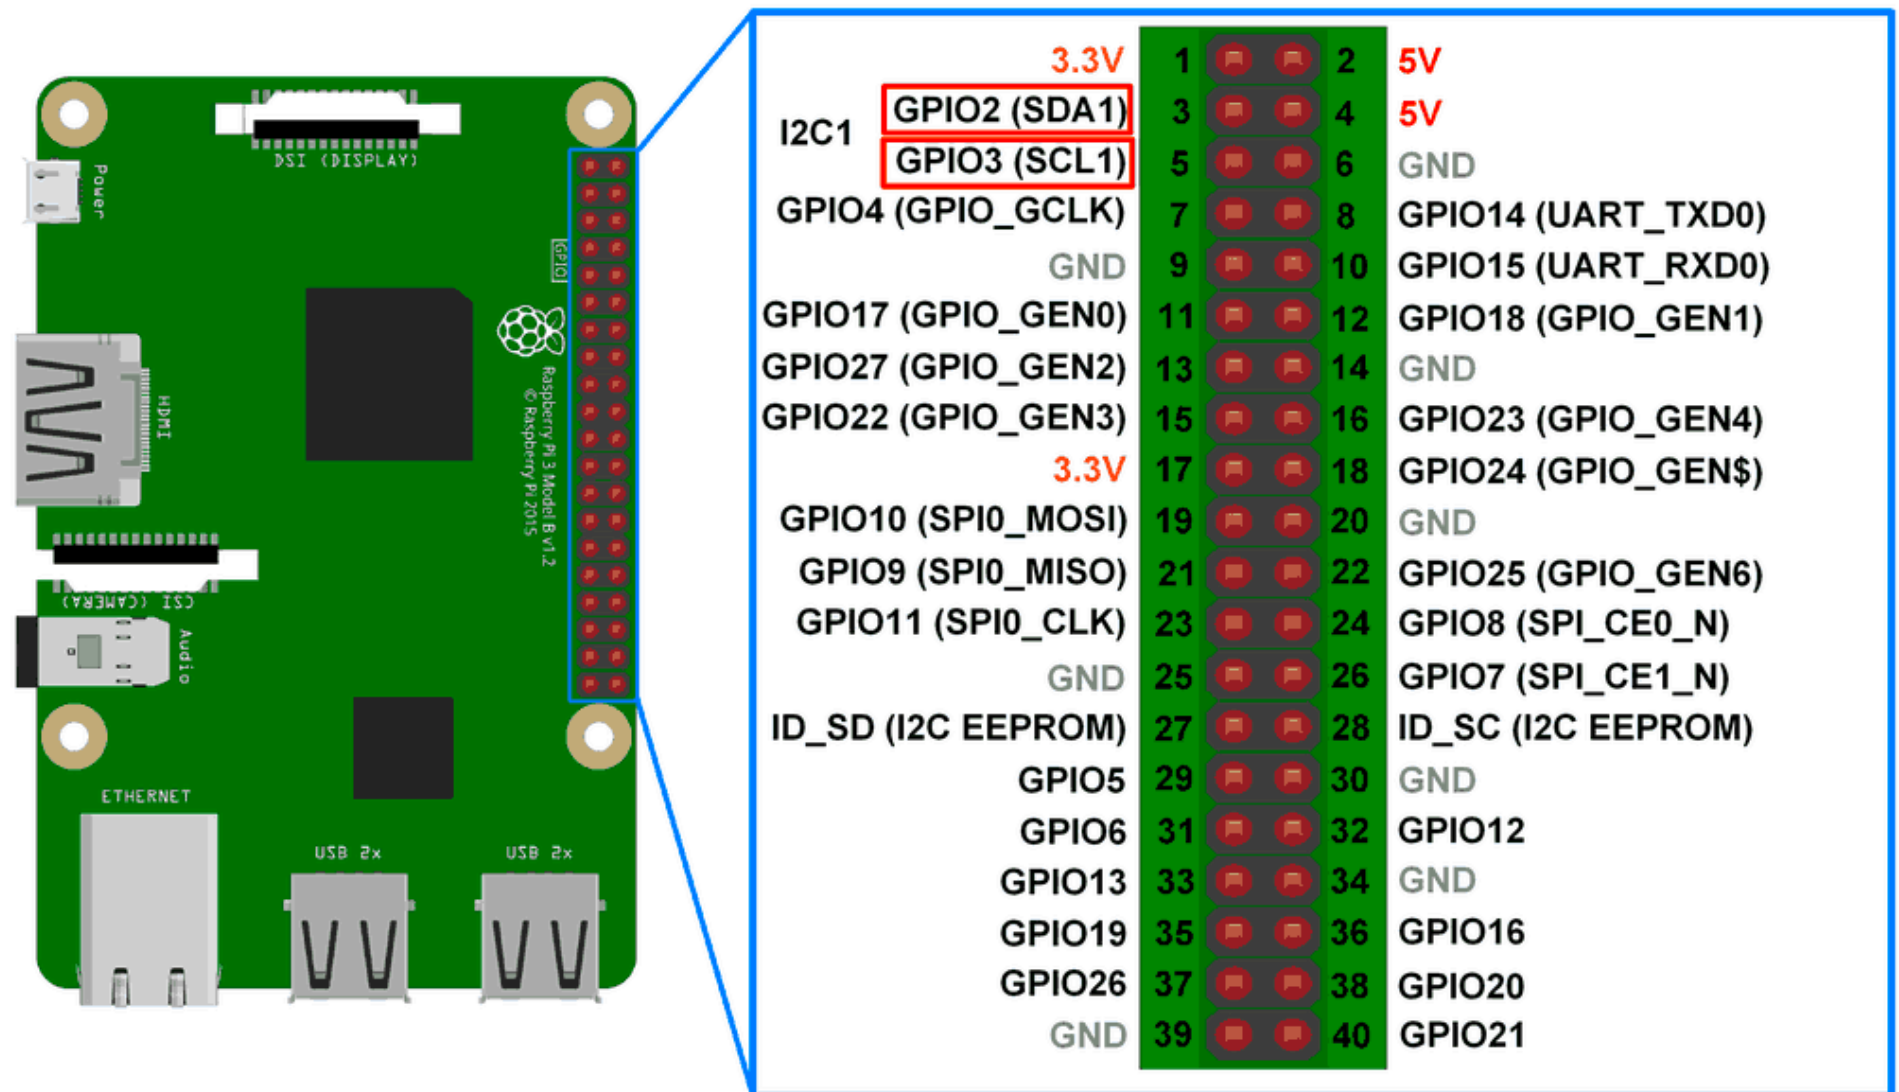 DSI (DISPLAY)
Power
GPIO
HDMI
Raspberry Pi 3 Model B v1.2
© Raspberry Pi 2015
CSI (CAMERA)
Audio
ETHERNET
USB 2x
USB 2x
3.3V 1 2 5V
I2C1
GPIO2 (SDA1) 3 4 5V
GPIO3 (SCL1) 5 6 GND
GPIO4 (GPIO_GCLK) 7 8 GPIO14 (UART_TXD0)
GND 9 10 GPIO15 (UART_RXD0)
GPIO17 (GPIO_GEN0) 11 12 GPIO18 (GPIO_GEN1)
GPIO27 (GPIO_GEN2) 13 14 GND
GPIO22 (GPIO_GEN3) 15 16 GPIO23 (GPIO_GEN4)
3.3V 17 18 GPIO24 (GPIO_GEN$)
GPIO10 (SPI0_MOSI) 19 20 GND
GPIO9 (SPI0_MISO) 21 22 GPIO25 (GPIO_GEN6)
GPIO11 (SPI0_CLK) 23 24 GPIO8 (SPI_CE0_N)
GND 25 26 GPIO7 (SPI_CE1_N)
ID_SD (I2C EEPROM) 27 28 ID_SC (I2C EEPROM)
GPIO5 29 30 GND
GPIO6 31 32 GPIO12
GPIO13 33 34 GND
GPIO19 35 36 GPIO16
GPIO26 37 38 GPIO20
GND 39 40 GPIO21